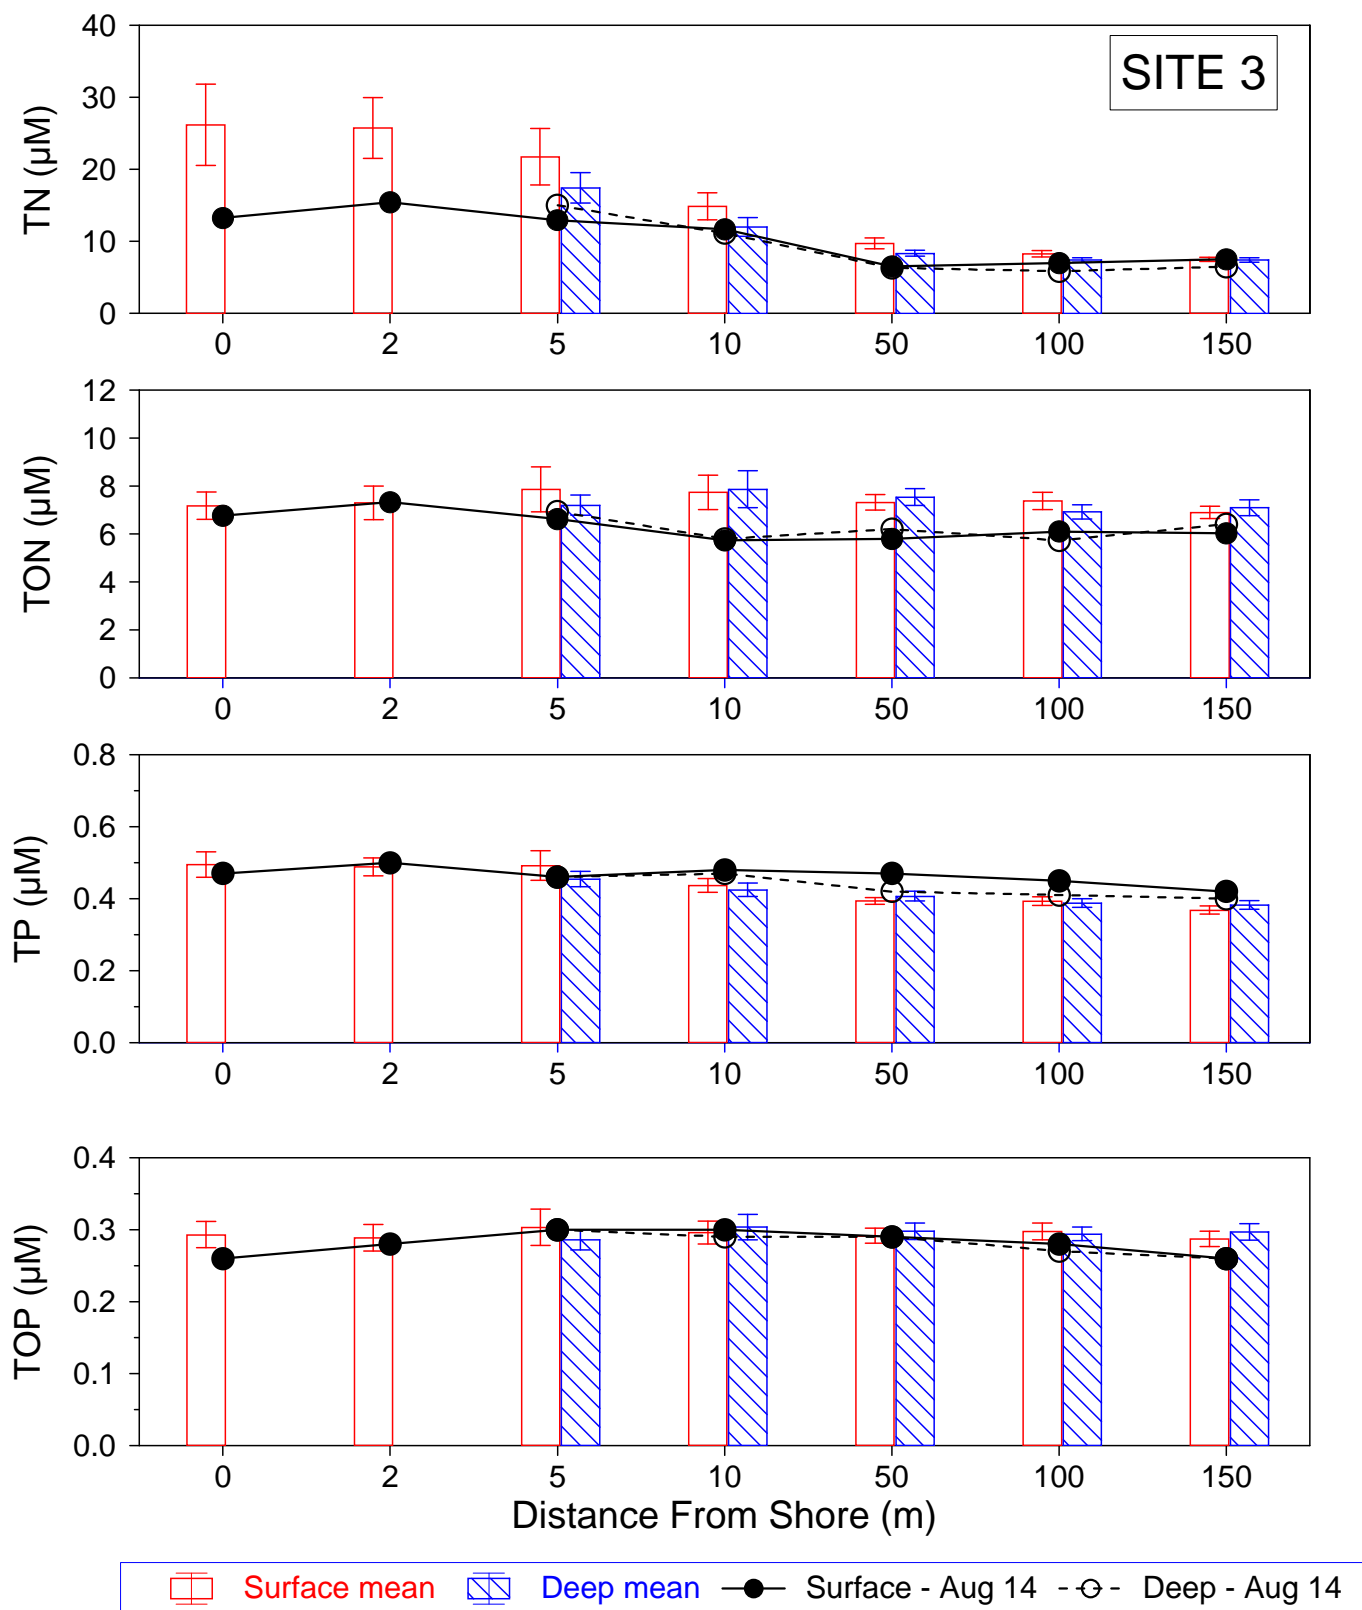 SITE 3
TN (µM)
40
30
20
10
0
0 2 5 10 50 100 150
TON (µM)
12
10
8
6
4
2
0
0 2 5 10 50 100 150
TP (µM)
0.8
0.6
0.4
0.2
0.0
0 2 5 10 50 100 150
TOP (µM)
0.4
0.3
0.2
0.1
0.0
0 2 5 10 50 100 150
Distance From Shore (m)
Surface mean Deep mean Surface - Aug 14 Deep - Aug 14